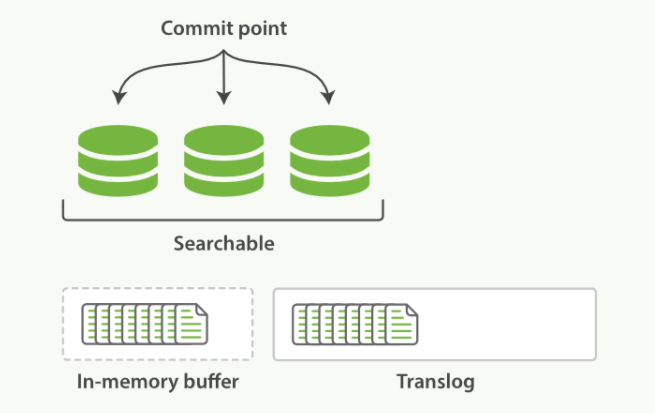 Commit point
Searchable
In-memory buffer
Translog